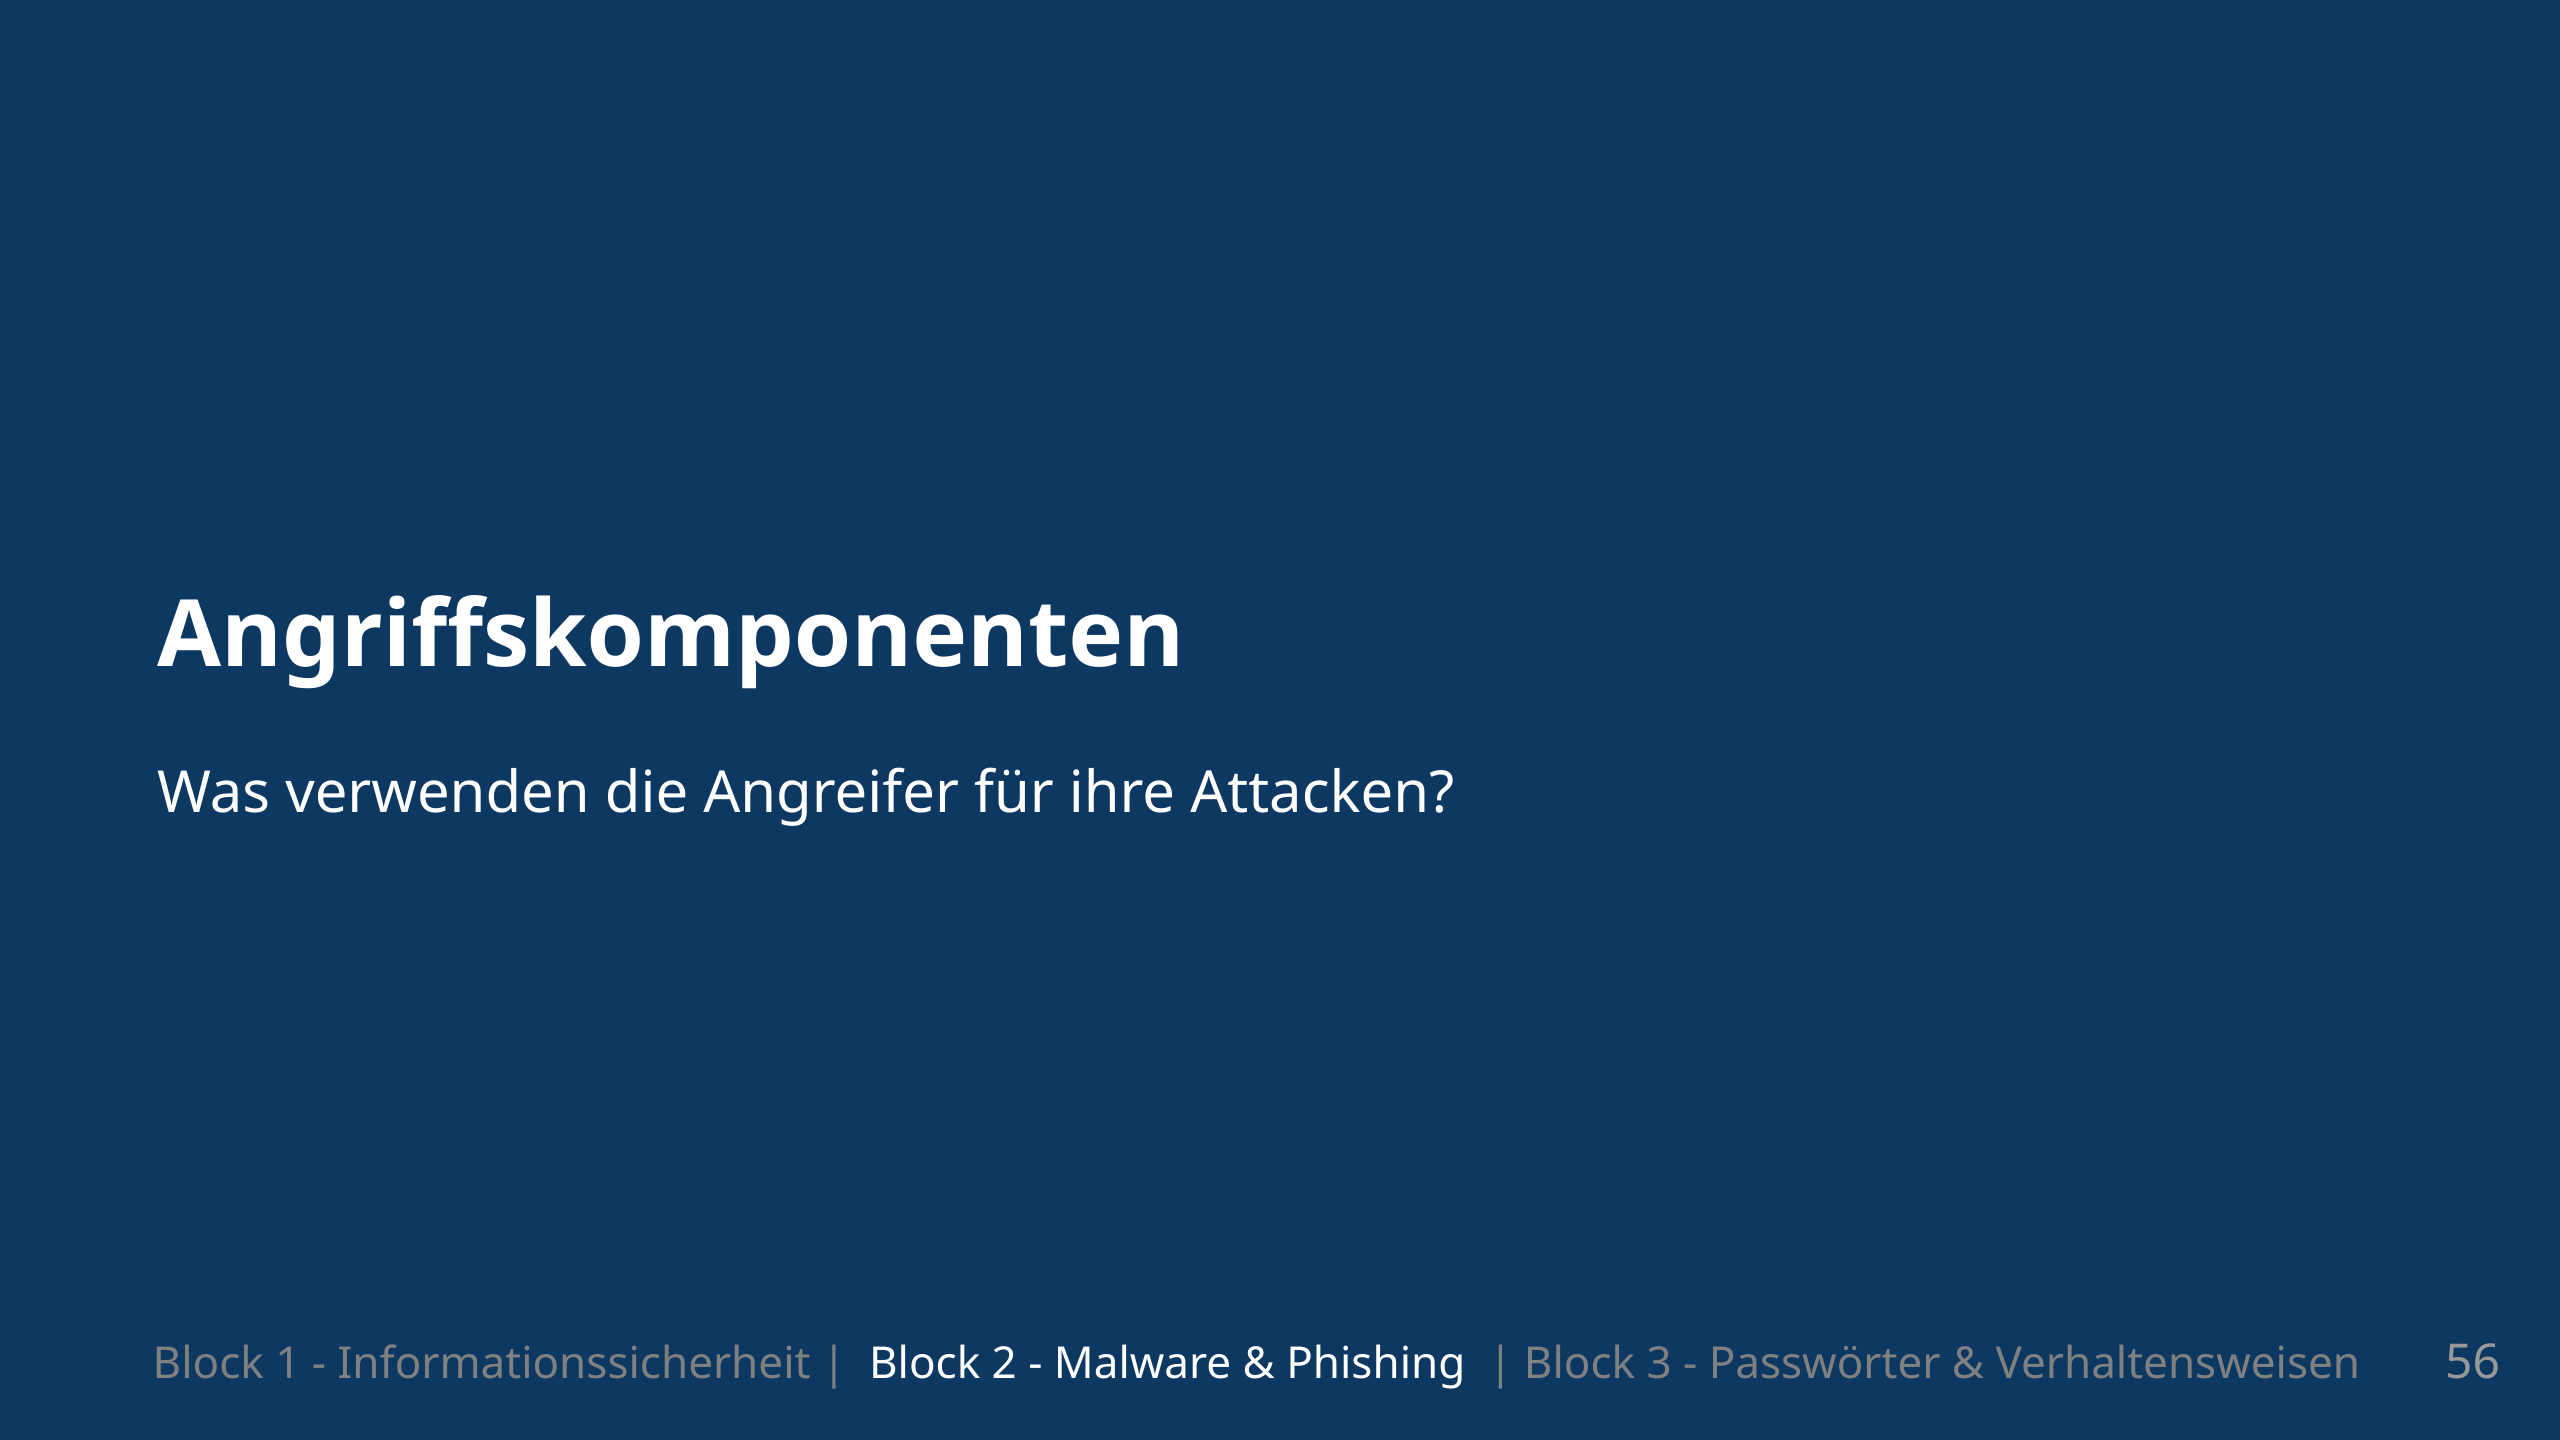 Angriffskomponenten
Was verwenden die Angreifer für ihre Attacken?
Block 1 - Informationssicherheit | Block 2 - Malware & Phishing | Block 3 - Passwörter & Verhaltensweisen 56